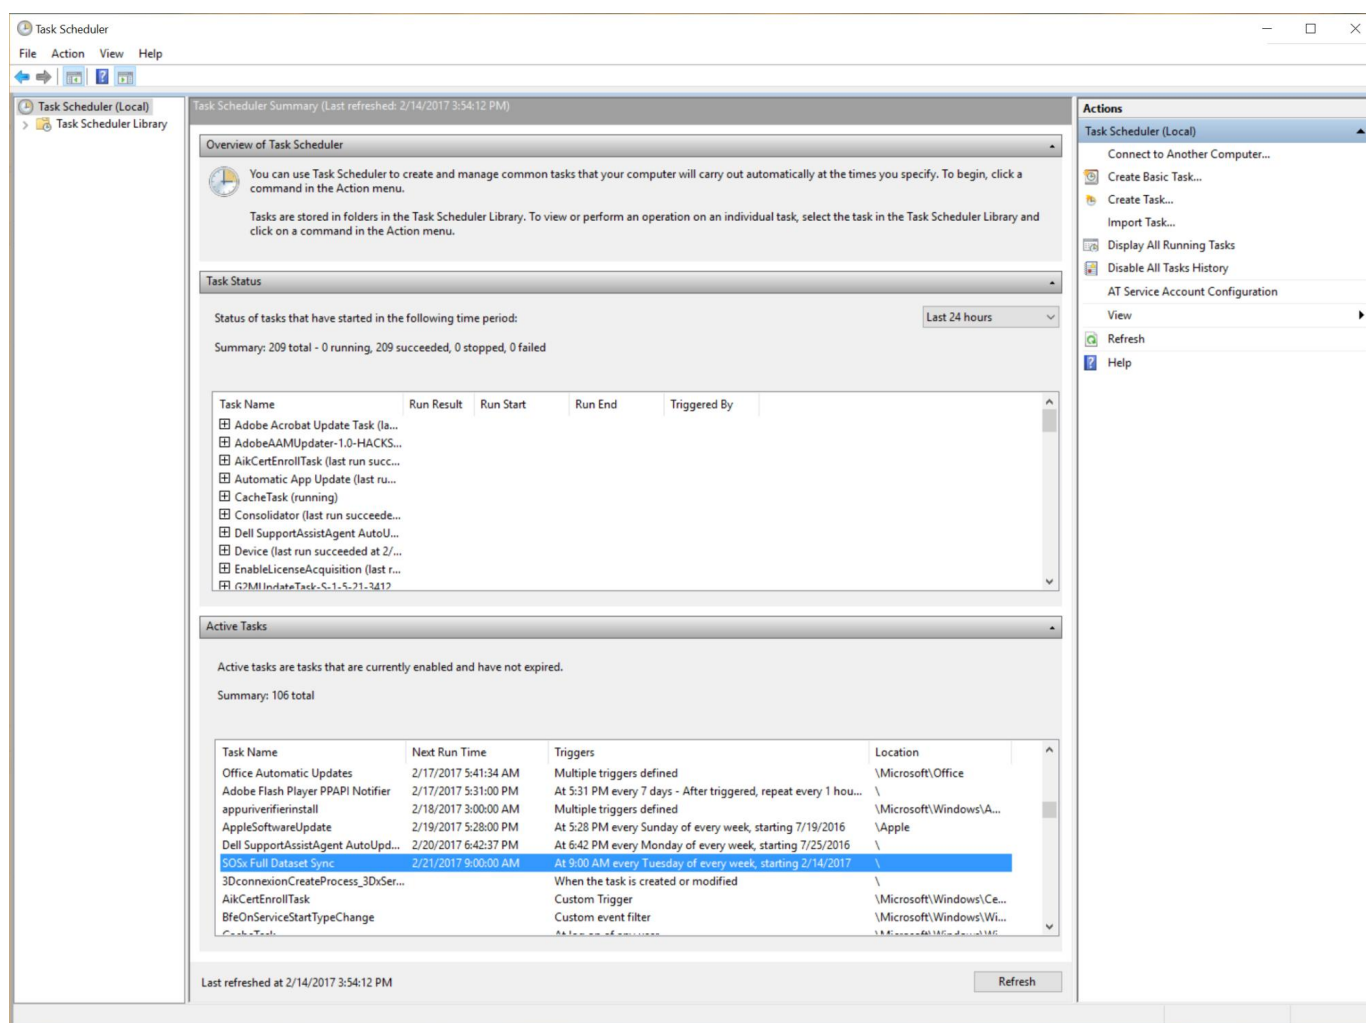 Task Scheduler
File Action View Help
Task Scheduler (Local)
Task Scheduler Library
Task Scheduler Summary (Last refreshed: 2/14/2017 3:54:12 PM)
Overview of Task Scheduler
You can use Task Scheduler to create and manage common tasks that your computer will carry out automatically at the times you specify. To begin, click a
command in the Action menu.
Tasks are stored in folders in the Task Scheduler Library. To view or perform an operation on an individual task, select the task in the Task Scheduler Library and
click on a command in the Action menu.
Task Status
Status of tasks that have started in the following time period:
Last 24 hours
Summary: 209 total - 0 running, 209 succeeded, 0 stopped, 0 failed
Task Name Run Result Run Start Run End Triggered By
Adobe Acrobat Update Task (la...
AdobeAAMUpdater-1.0-HACKS...
AikCertEnrollTask (last run succ...
Automatic App Update (last ru...
CacheTask (running)
Consolidator (last run succeede...
Dell SupportAssistAgent AutoU...
Device (last run succeeded at 2/...
EnableLicenseAcquisition (last r...
G2MUpdateTask-S-1-5-21-3412
Active Tasks
Active tasks are tasks that are currently enabled and have not expired.
Summary: 106 total
Task Name Next Run Time Triggers Location
Office Automatic Updates 2/17/2017 5:41:34 AM Multiple triggers defined \Microsoft\Office
Adobe Flash Player PPAPI Notifier 2/17/2017 5:31:00 PM At 5:31 PM every 7 days - After triggered, repeat every 1 hou... \
appuriverifierinstall 2/18/2017 3:00:00 AM Multiple triggers defined \Microsoft\Windows\A...
AppleSoftwareUpdate 2/19/2017 5:28:00 PM At 5:28 PM every Sunday of every week, starting 7/19/2016 \Apple
Dell SupportAssistAgent AutoUpd... 2/20/2017 6:42:37 PM At 6:42 PM every Monday of every week, starting 7/25/2016 \
SOSx Full Dataset Sync 2/21/2017 9:00:00 AM At 9:00 AM every Tuesday of every week, starting 2/14/2017 \
3DconnexionCreateProcess_3DxSer... When the task is created or modified \
AikCertEnrollTask Custom Trigger \Microsoft\Windows\Ce...
BfeOnServiceStartTypeChange Custom event filter \Microsoft\Windows\Wi...
CacheTask At log on of any user \Microsoft\Windows\Wi
Last refreshed at 2/14/2017 3:54:12 PM
Refresh
Actions
Task Scheduler (Local)
Connect to Another Computer...
Create Basic Task...
Create Task...
Import Task...
Display All Running Tasks
Disable All Tasks History
AT Service Account Configuration
View
Refresh
Help